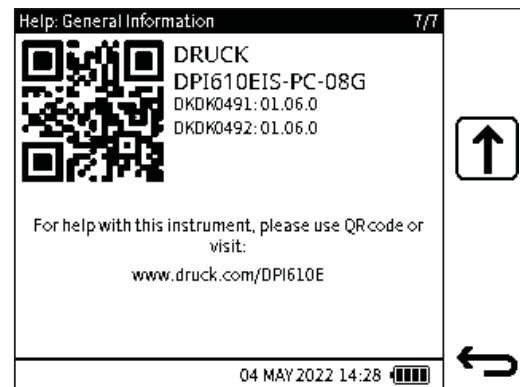 Help: General Information 7/7
DRUCK
DPI610EIS-PC-08G
DKDK0491: 01.06.0
DKDK0492: 01.06.0
For help with this instrument, please use QR code or
visit:
www.druck.com/DPI610E
04 MAY 2022 14:28